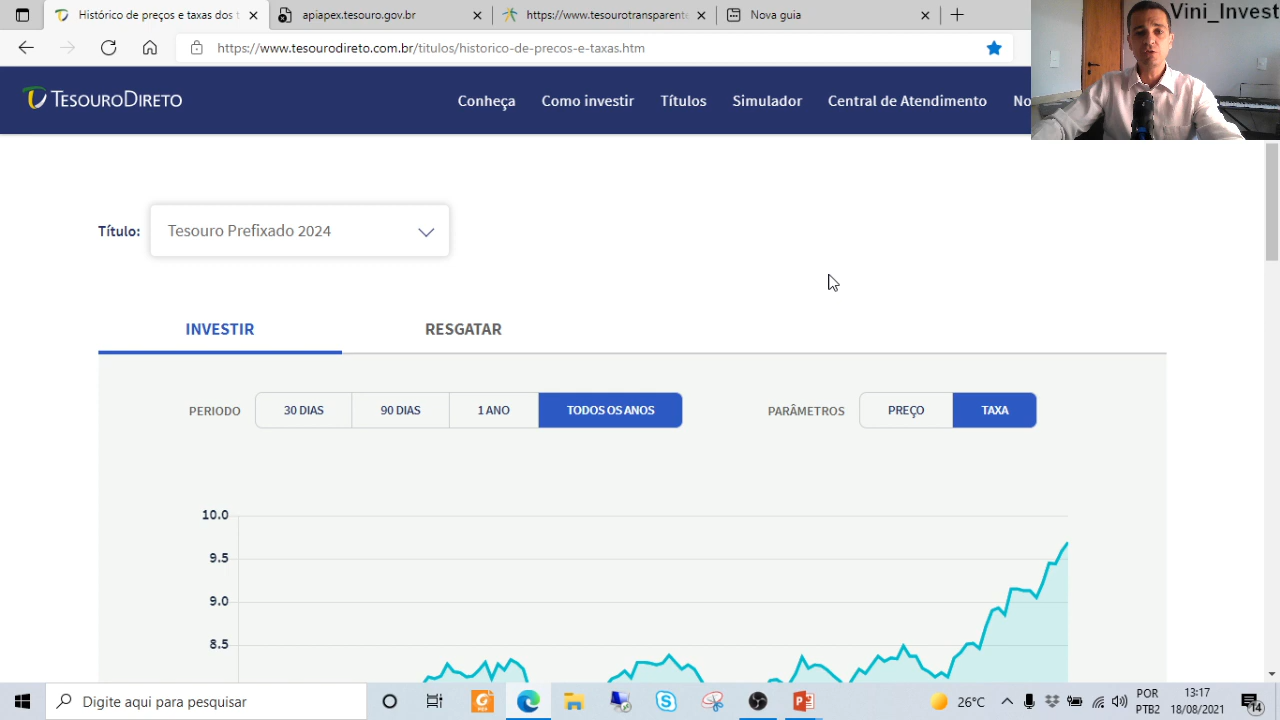 Histórico de preços e taxas dos t
apiapex.tesouro.gov.br
https://www.tesourotransparente
Nova guia
Vini_Invest
https://www.tesourodireto.com.br/titulos/historico-de-precos-e-taxas.htm
TESOURODIRETO
Conheça
Como investir
Títulos
Simulador
Central de Atendimento
No
Título:
Tesouro Prefixado 2024
INVESTIR
RESGATAR
PERIODO
30 DIAS
90 DIAS
1 ANO
TODOS OS ANOS
PARÂMETROS
PREÇO
TAXA
10.0
9.5
9.0
8.5
Digite aqui para pesquisar
26°C
POR
PTB2
13:17
18/08/2021
14